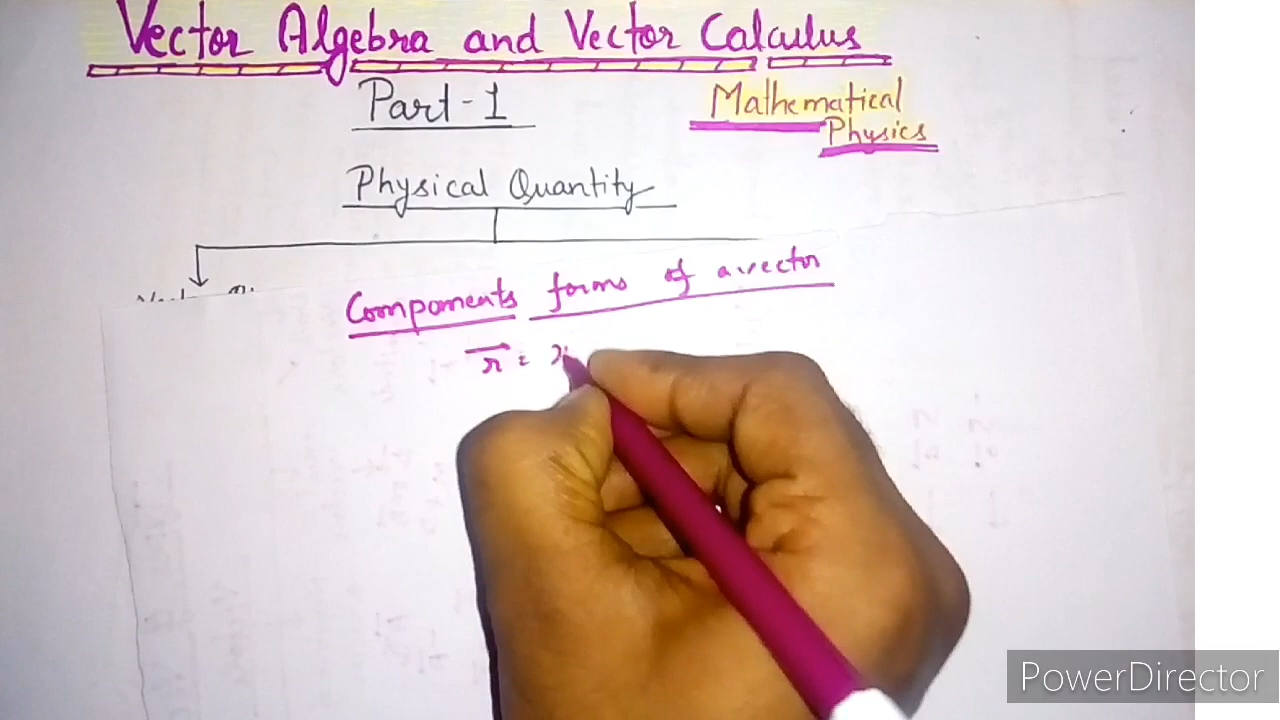 Vector Algebra and Vector Calculus
Part-1
Mathematical
Physics
Physical Quantity
Components forms of a vector
r =
PowerDirector